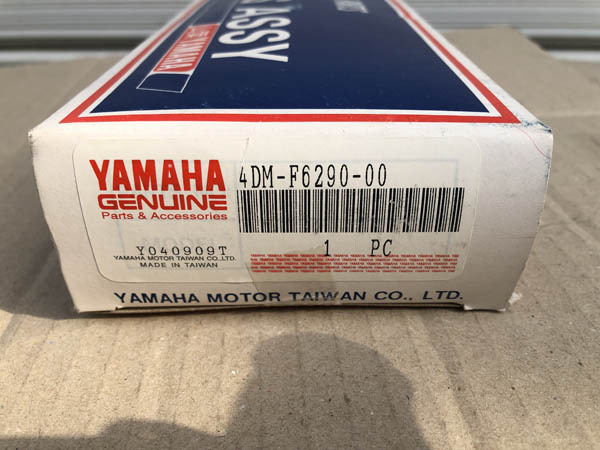 ASSY
YAMAHA
YAMAHA
GENUINE
Parts & Accessories
4DM-F6290-00
Y040909T
YAMAHA MOTOR TAIWAN CO.,LTD.
MADE IN TAIWAN
1 PC
YAMAHA MOTOR TAIWAN CO., LTD.